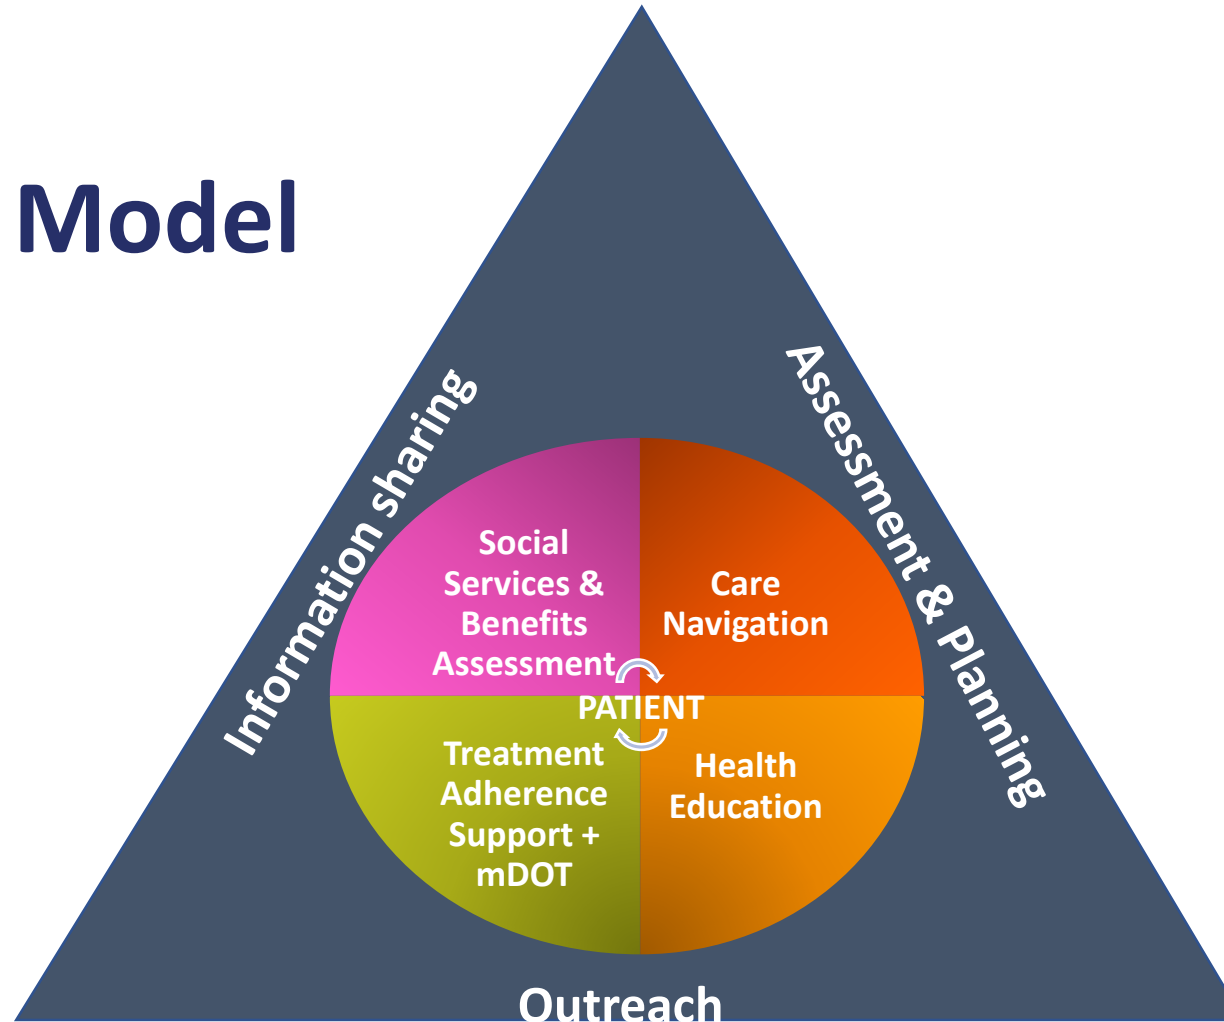 Model
Information sharing
Assessment & Planning
Social
Services &
Benefits
Assessment
Care
Navigation
PATIENT
Treatment
Adherence
Support +
mDOT
Health
Education
Outreach